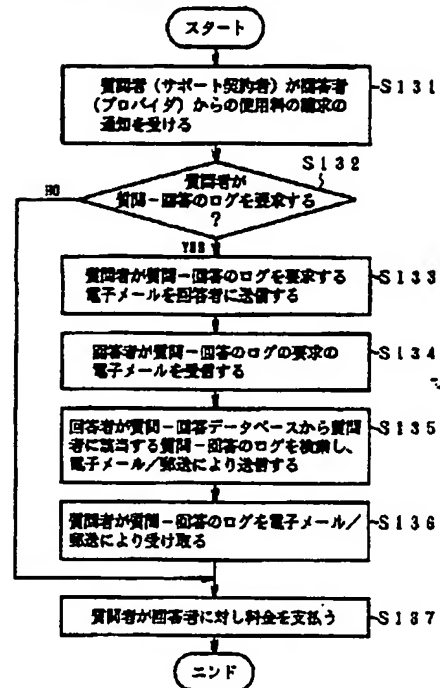 スタート
質問者（サポート契約者）が回答者
（プロバイダ）からの使用料の請求の
通知を受ける
S131
S132
質問者が
質問－回答のログを要求する
？
NO
YES
質問者が質問－回答のログを要求する
電子メールを回答者に送信する
S133
回答者が質問－回答のログの要求の
電子メールを受信する
S134
回答者が質問－回答データベースから質問
者に該当する質問－回答のログを検索し、
電子メール／郵送により送信する
S135
質問者が質問－回答のログを電子メール／
郵送により受け取る
S136
質問者が回答者に対し料金を支払う
S137
エンド